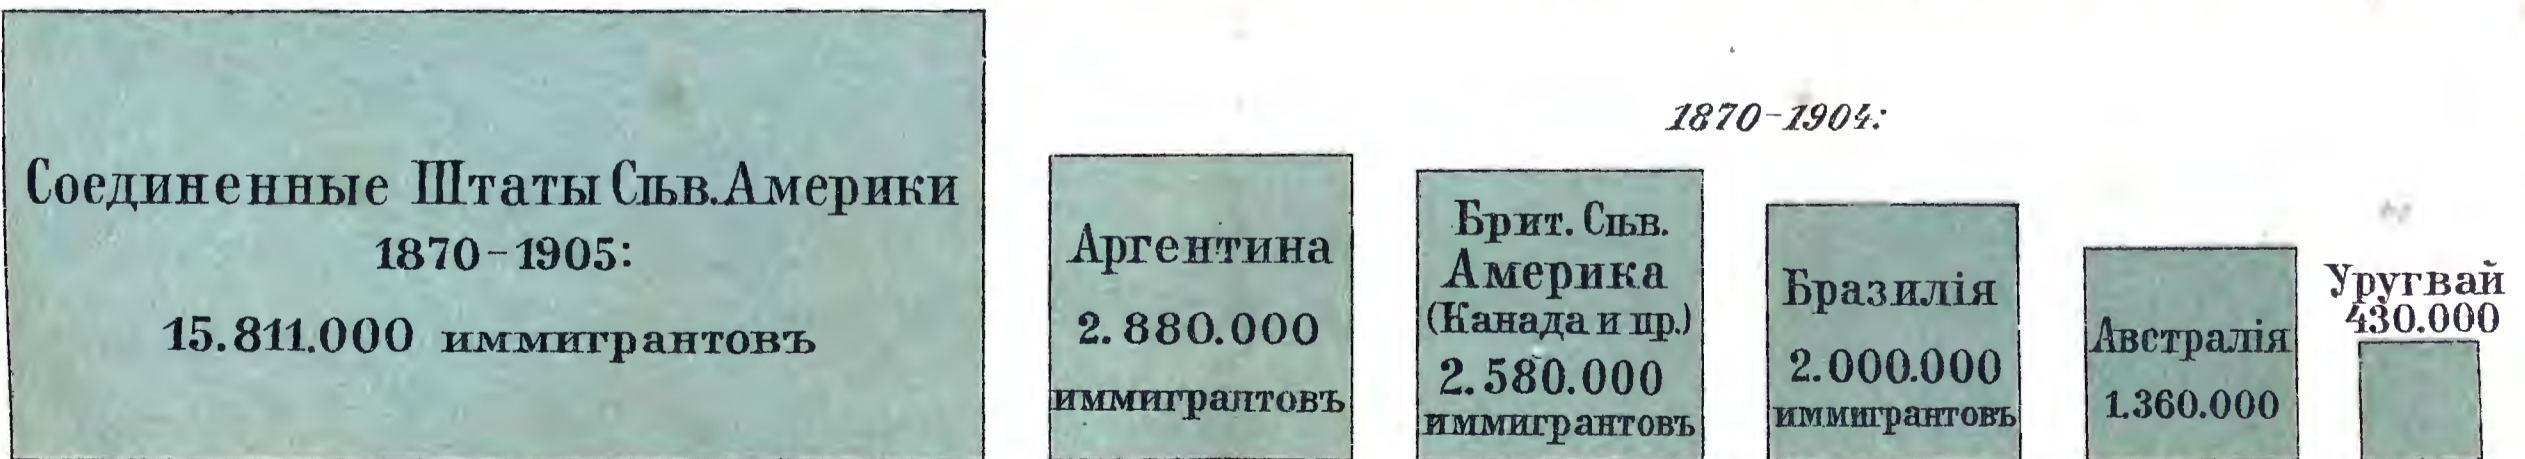 Соединенные Штаты Сѣв. Америки
1870-1905:
15.811.000 иммигрантовъ
1870-1904:
Аргентина
2.880.000
иммигрантовъ
Брит. Сѣв.
Америка
(Канада и пр.)
2.580.000
иммигрантовъ
Бразилія
2.000.000
иммигрантовъ
Австралія
1.360.000
Уругвай
430.000